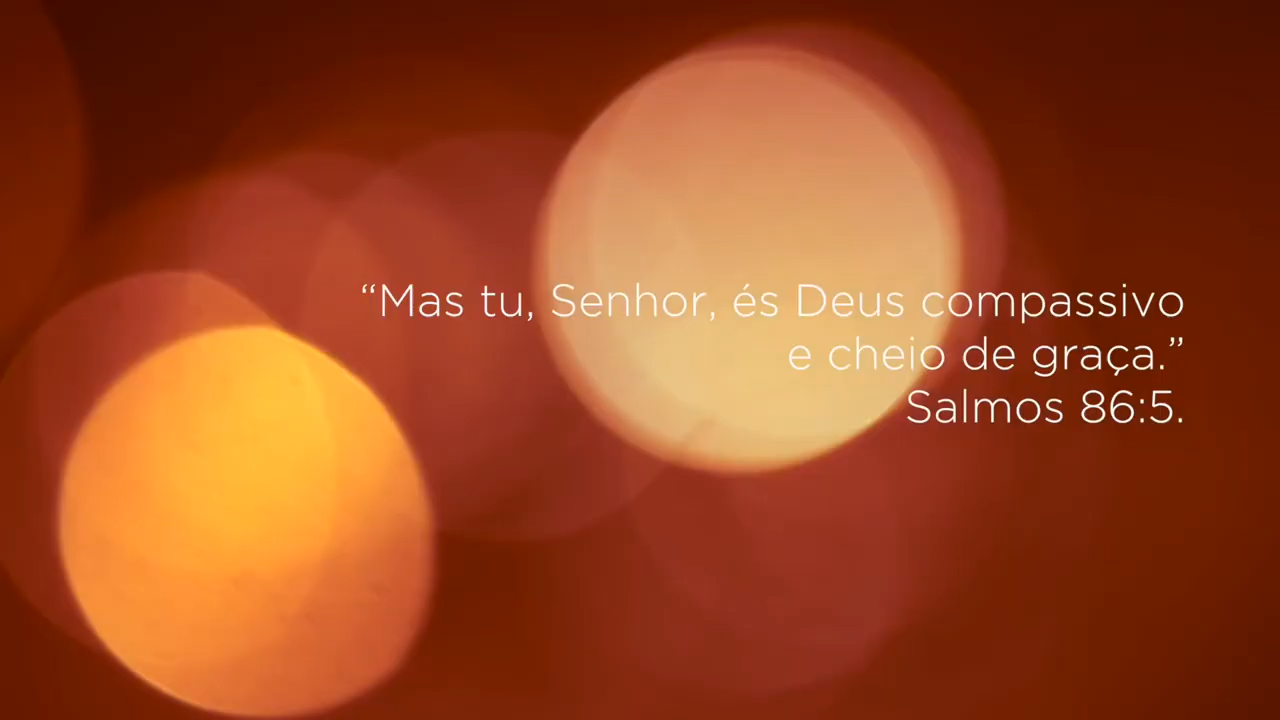 “Mas tu, Senhor, és Deus compassivo
e cheio de graça.”
Salmos 86:5.